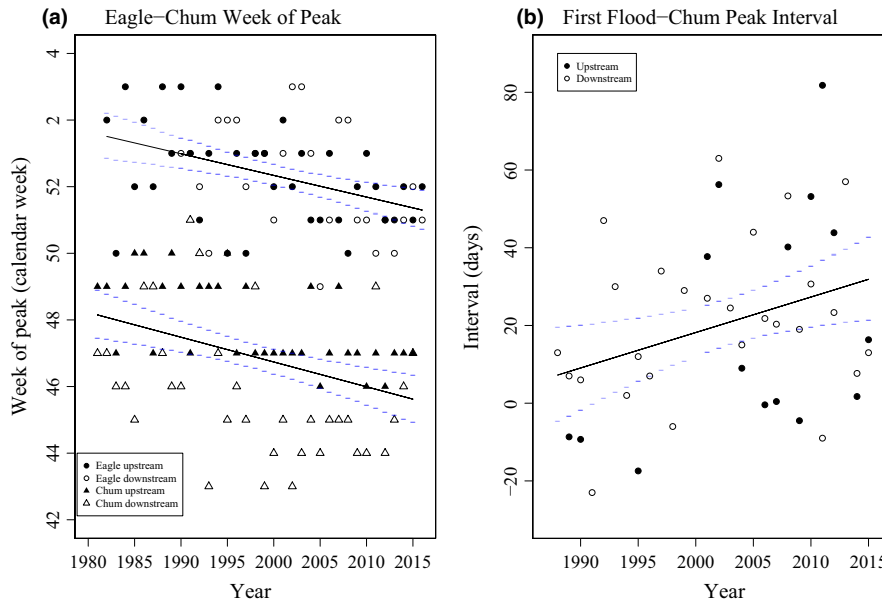 (a) Eagle−Chum Week of Peak
Week of peak (calendar week)
4
2
52
50
48
46
44
42
Eagle upstream
Eagle downstream
Chum upstream
Chum downstream
1980 1985 1990 1995 2000 2005 2010 2015
Year
(b) First Flood−Chum Peak Interval
Interval (days)
80
60
40
20
0
−20
Upstream
Downstream
1990 1995 2000 2005 2010 2015
Year